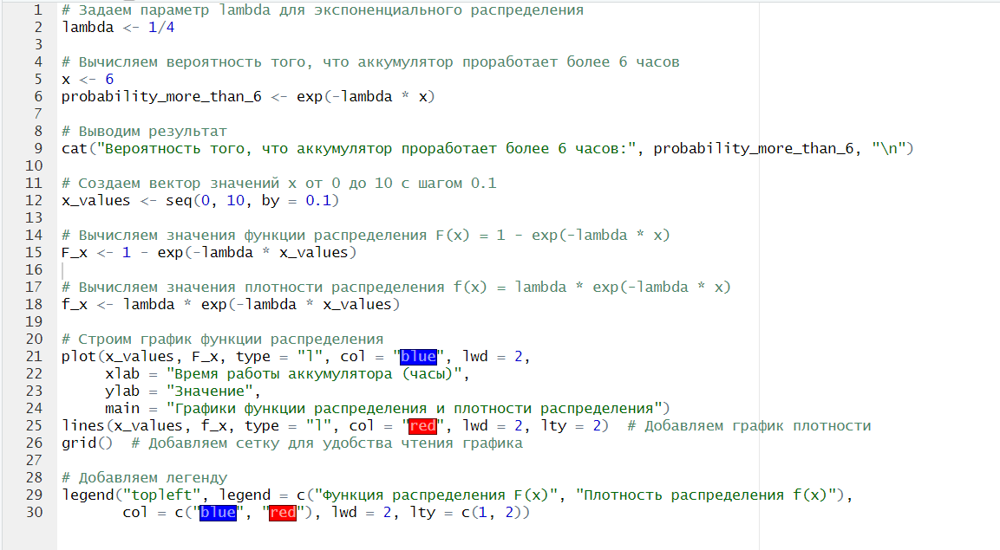 1 # Задаем параметр lambda для экспоненциального распределения
2 lambda <- 1/4
3
4 # Вычисляем вероятность того, что аккумулятор проработает более 6 часов
5 x <- 6
6 probability_more_than_6 <- exp(-lambda * x)
7
8 # Выводим результат
9 cat("Вероятность того, что аккумулятор проработает более 6 часов:", probability_more_than_6, "\n")
10
11 # Создаем вектор значений x от 0 до 10 с шагом 0.1
12 x_values <- seq(0, 10, by = 0.1)
13
14 # Вычисляем значения функции распределения F(x) = 1 - exp(-lambda * x)
15 F_x <- 1 - exp(-lambda * x_values)
16
17 # Вычисляем значения плотности распределения f(x) = lambda * exp(-lambda * x)
18 f_x <- lambda * exp(-lambda * x_values)
19
20 # Строим график функции распределения
21 plot(x_values, F_x, type = "l", col = "blue", lwd = 2,
22      xlab = "Время работы аккумулятора (часы)",
23      ylab = "Значение",
24      main = "Графики функции распределения и плотности распределения")
25 lines(x_values, f_x, type = "l", col = "red", lwd = 2, lty = 2)  # Добавляем график плотности
26 grid()  # Добавляем сетку для удобства чтения графика
27
28 # Добавляем легенду
29 legend("topleft", legend = c("Функция распределения F(x)", "Плотность распределения f(x)"),
30        col = c("blue", "red"), lwd = 2, lty = c(1, 2))